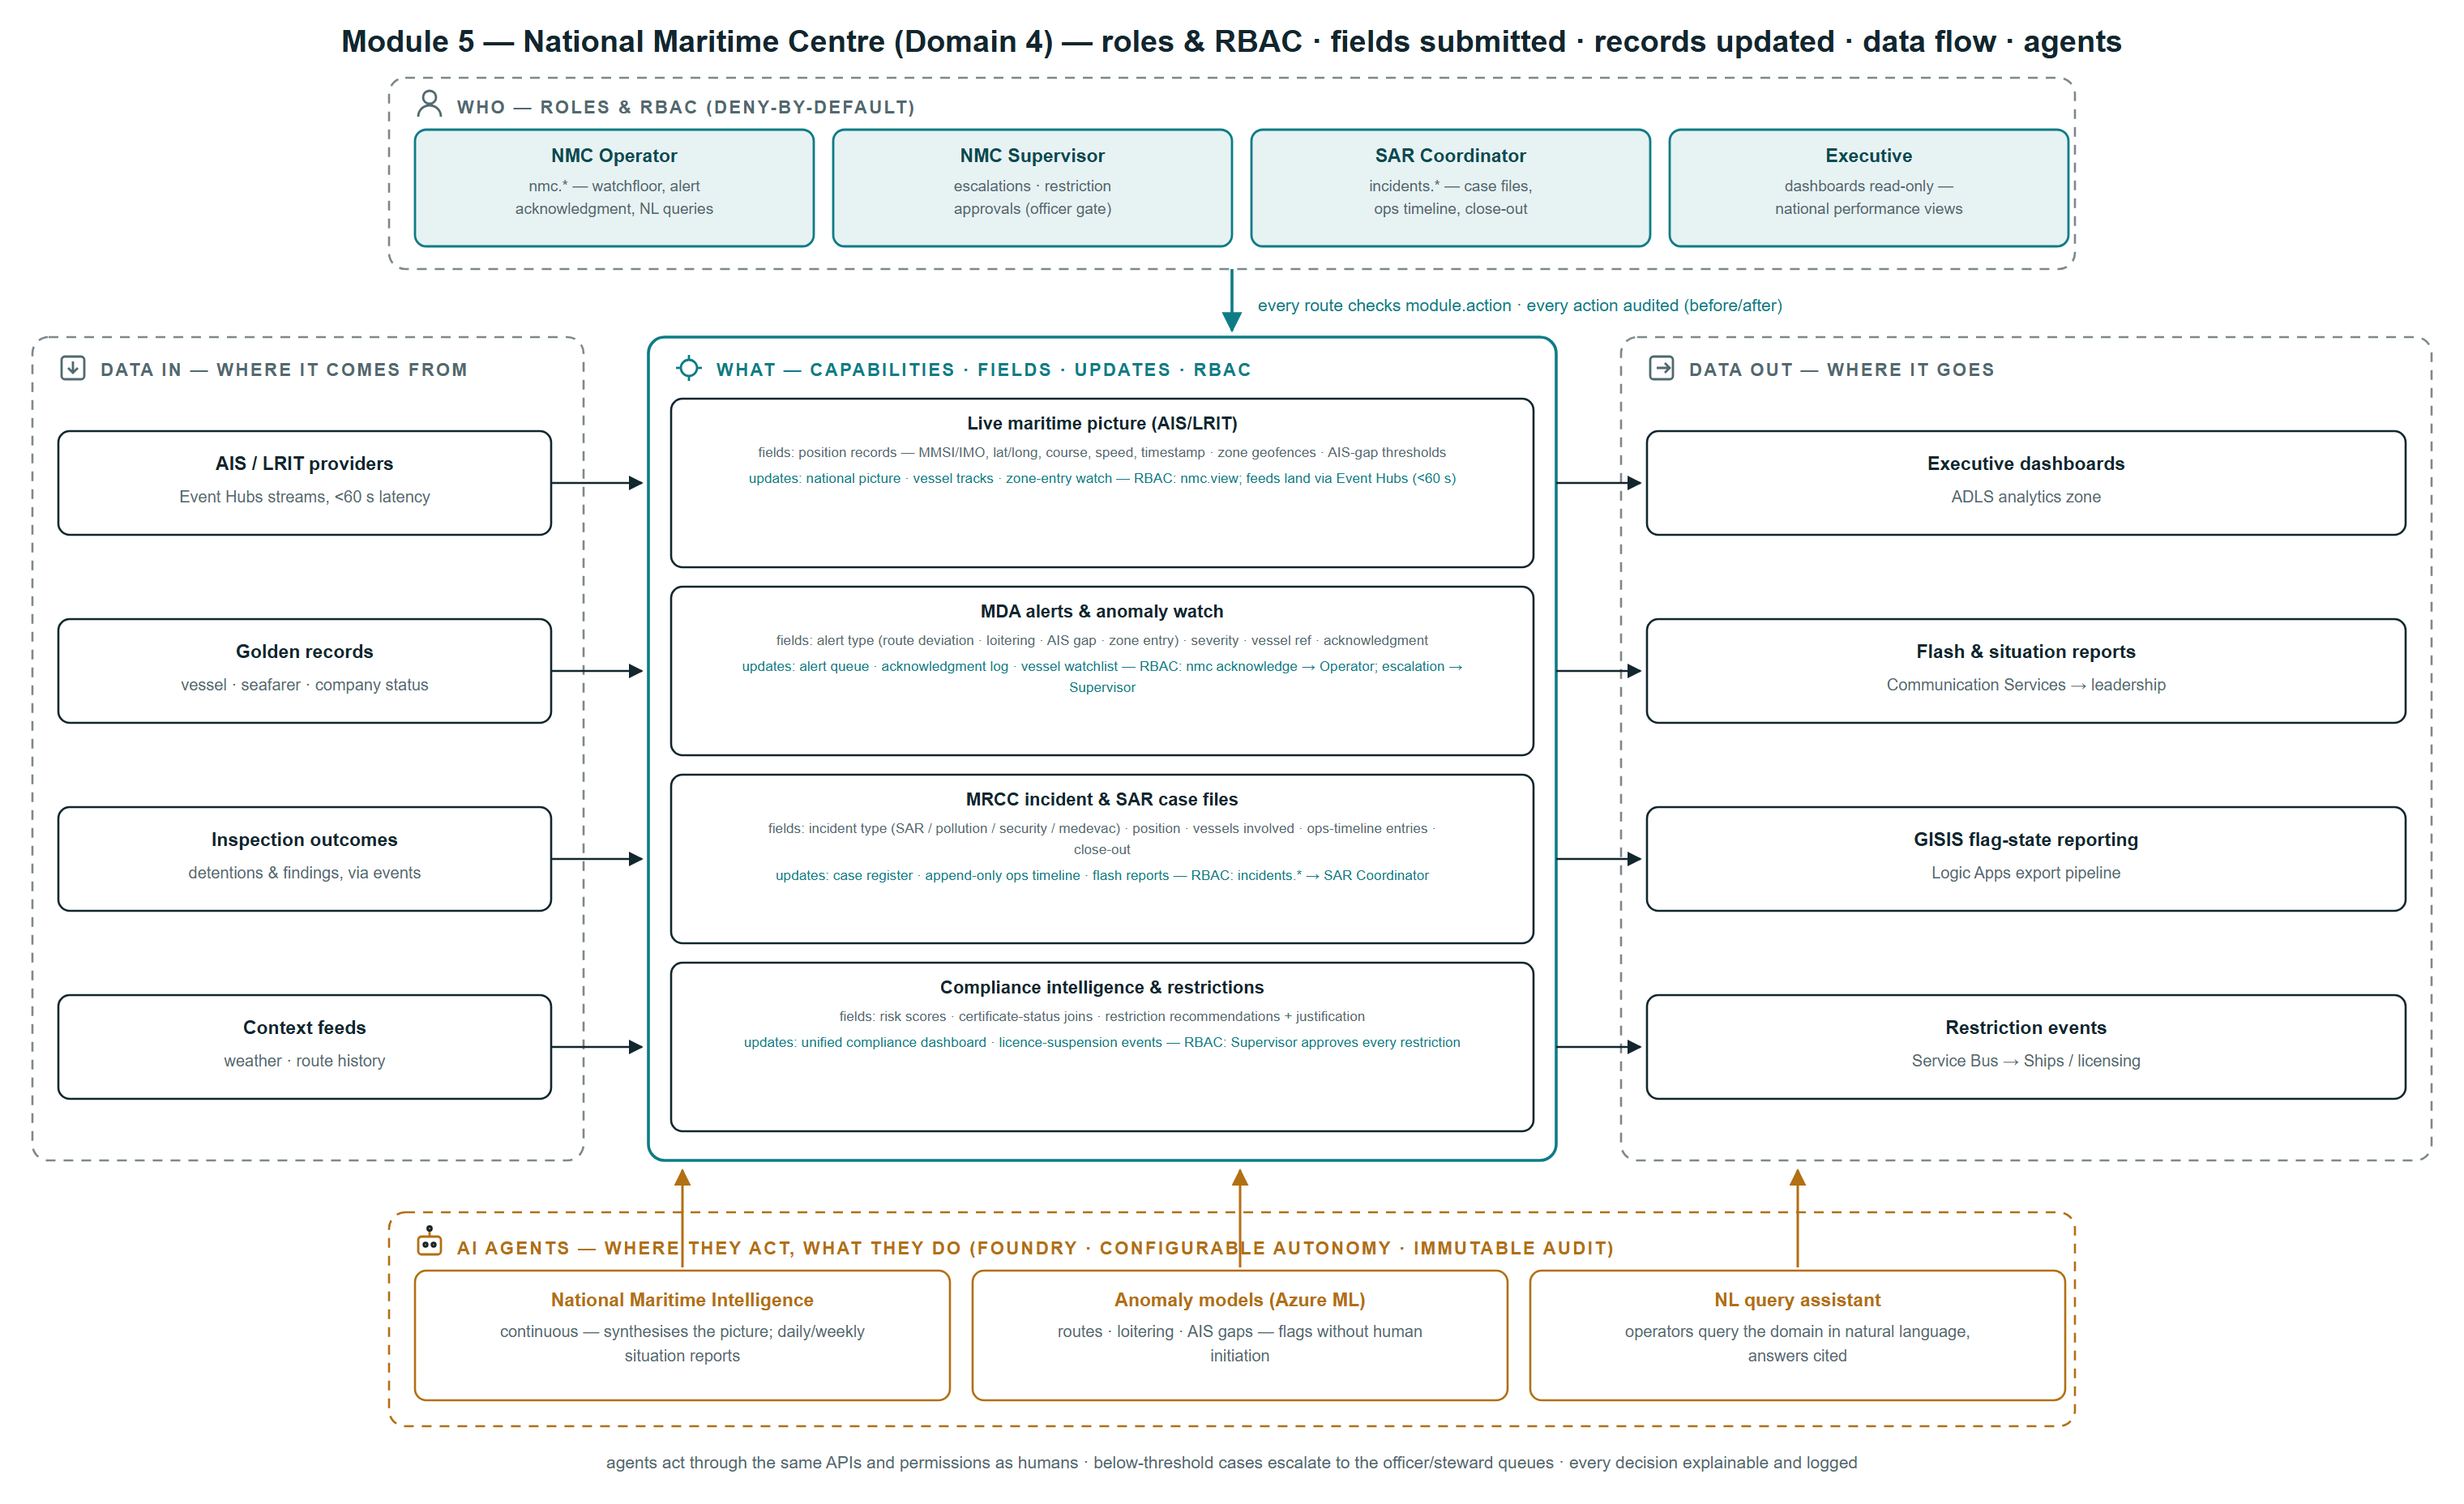 Module 5 — National Maritime Centre (Domain 4) — roles & RBAC · fields submitted · records updated · data flow · agents
WHO — ROLES & RBAC (DENY-BY-DEFAULT)
NMC Operator
nmc.* — watchfloor, alert
acknowledgment, NL queries
NMC Supervisor
escalations · restriction
approvals (officer gate)
SAR Coordinator
incidents.* — case files,
ops timeline, close-out
Executive
dashboards read-only —
national performance views
every route checks module.action · every action audited (before/after)
DATA IN — WHERE IT COMES FROM
AIS / LRIT providers
Event Hubs streams, <60 s latency
Golden records
vessel · seafarer · company status
Inspection outcomes
detentions & findings, via events
Context feeds
weather · route history
WHAT — CAPABILITIES · FIELDS · UPDATES · RBAC
Live maritime picture (AIS/LRIT)
fields: position records — MMSI/IMO, lat/long, course, speed, timestamp · zone geofences · AIS-gap thresholds
updates: national picture · vessel tracks · zone-entry watch — RBAC: nmc.view; feeds land via Event Hubs (<60 s)
MDA alerts & anomaly watch
fields: alert type (route deviation · loitering · AIS gap · zone entry) · severity · vessel ref · acknowledgment
updates: alert queue · acknowledgment log · vessel watchlist — RBAC: nmc acknowledge → Operator; escalation →
Supervisor
MRCC incident & SAR case files
fields: incident type (SAR / pollution / security / medevac) · position · vessels involved · ops-timeline entries ·
close-out
updates: case register · append-only ops timeline · flash reports — RBAC: incidents.* → SAR Coordinator
Compliance intelligence & restrictions
fields: risk scores · certificate-status joins · restriction recommendations + justification
updates: unified compliance dashboard · licence-suspension events — RBAC: Supervisor approves every restriction
DATA OUT — WHERE IT GOES
Executive dashboards
ADLS analytics zone
Flash & situation reports
Communication Services → leadership
GISIS flag-state reporting
Logic Apps export pipeline
Restriction events
Service Bus → Ships / licensing
AI AGENTS — WHERE THEY ACT, WHAT THEY DO (FOUNDRY · CONFIGURABLE AUTONOMY · IMMUTABLE AUDIT)
National Maritime Intelligence
continuous — synthesises the picture; daily/weekly
situation reports
Anomaly models (Azure ML)
routes · loitering · AIS gaps — flags without human
initiation
NL query assistant
operators query the domain in natural language,
answers cited
agents act through the same APIs and permissions as humans · below-threshold cases escalate to the officer/steward queues · every decision explainable and logged